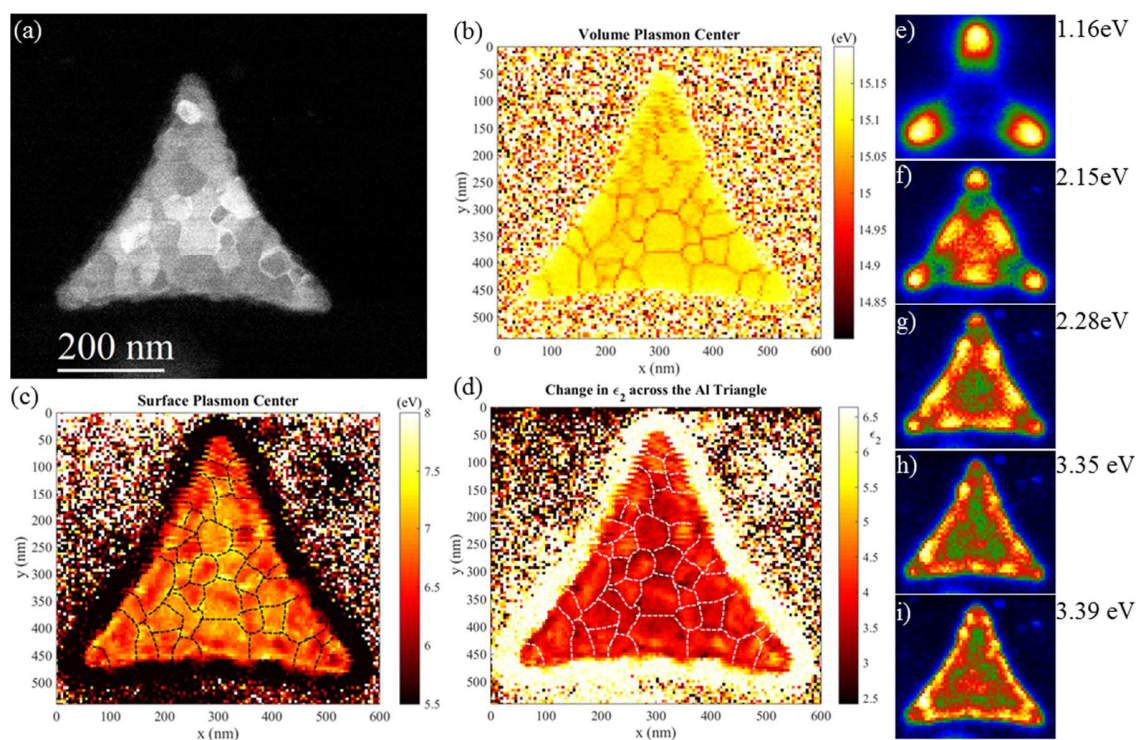 (a)
200 nm
(b)
Volume Plasmon Center
(eV)
0
50
100
150
200
250
300
350
400
450
500
y (nm)
0 100 200 300 400 500 600
x (nm)
15.15
15.1
15.05
15
15.95
14.9
14.85
(c)
Surface Plasmon Center
(eV)
0
50
100
150
200
250
300
350
400
450
500
y (nm)
0 100 200 300 400 500 600
x (nm)
8
7.5
7
6.5
6
5.5
(d)
Change in ϵ2 across the Al Triangle
0
50
100
150
200
250
300
350
400
450
500
y (nm)
0 100 200 300 400 500 600
x (nm)
6.5
ϵ2
6
5.5
5
4.5
4
3.5
3
2.5
e) 1.16eV
f) 2.15eV
g) 2.28eV
h) 3.35 eV
i) 3.39 eV